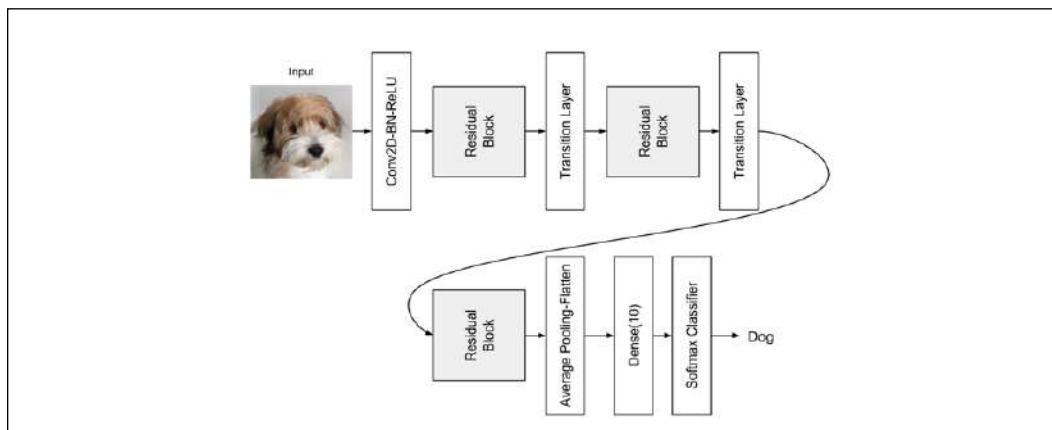 Input
Conv2D-BN-ReLU
Residual
Block
Transition Layer
Residual
Block
Transition Layer
Residual
Block
Average Pooling-Flatten
Dense(10)
Softmax Classifier
Dog